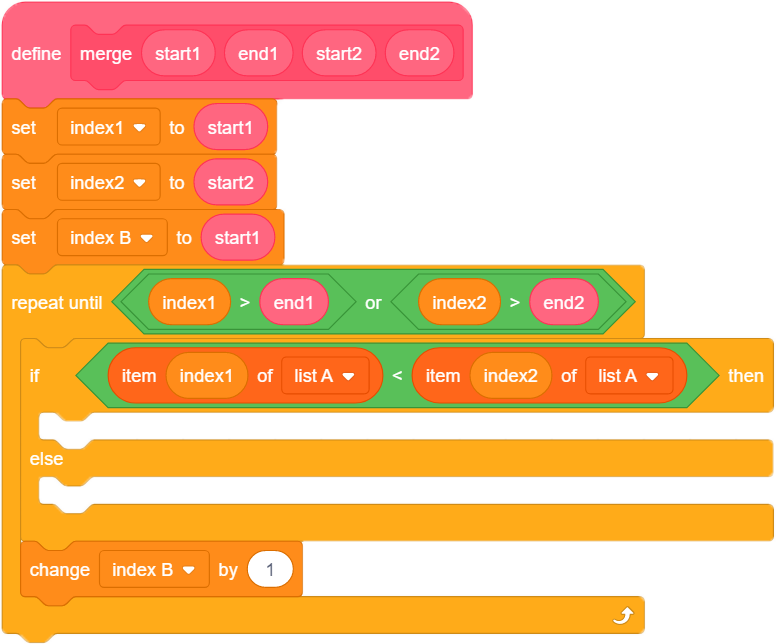 define merge start1 end1 start2 end2
set index1 to start1
set index2 to start2
set index B to start1
repeat until index1 > end1 or index2 > end2
if item index1 of list A < item index2 of list A then
else
change index B by 1